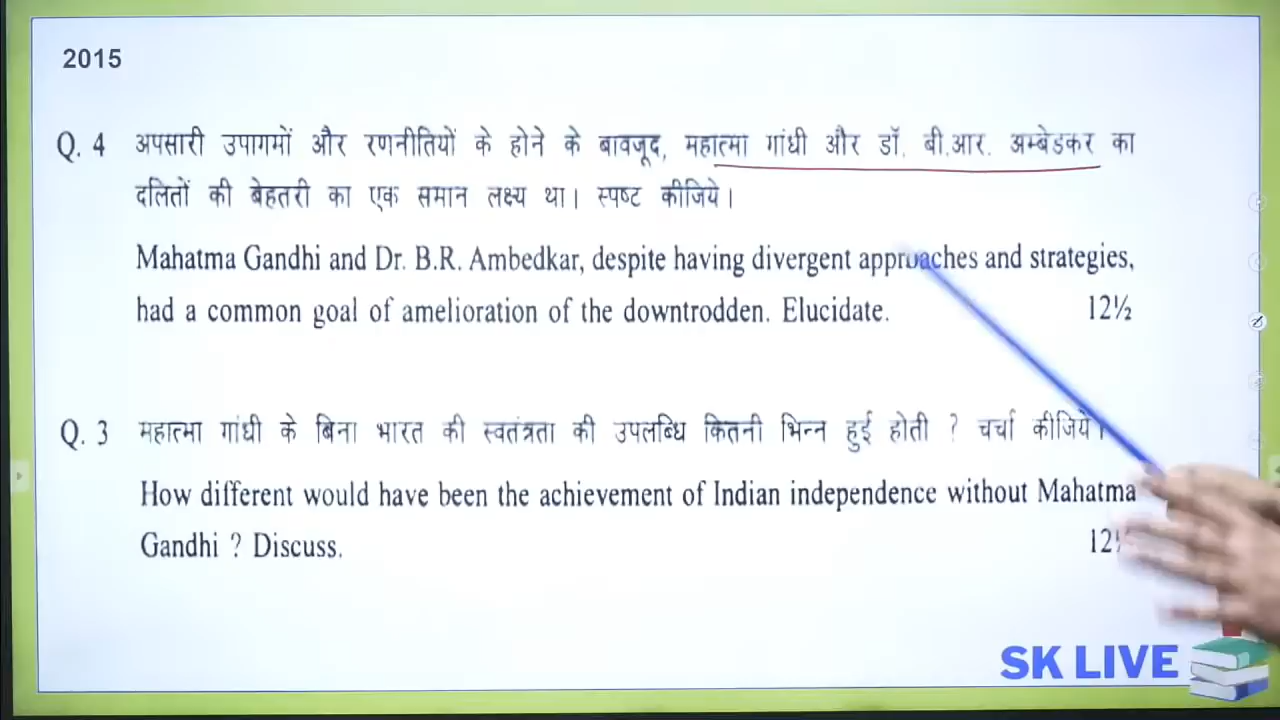 2015
Q. 4 अपसारी उपागमों और रणनीतियों के होने के बावजूद, महात्मा गांधी और डॉ. बी.आर. अम्बेडकर का
दलितों की बेहतरी का एक समान लक्ष्य था। स्पष्ट कीजिये।
Mahatma Gandhi and Dr. B.R. Ambedkar, despite having divergent approaches and strategies,
had a common goal of amelioration of the downtrodden. Elucidate. 12½
Q. 3 महात्मा गांधी के बिना भारत की स्वतंत्रता की उपलब्धि कितनी भिन्न हुई होती ? चर्चा कीजिये।
How different would have been the achievement of Indian independence without Mahatma
Gandhi ? Discuss.
SK LIVE